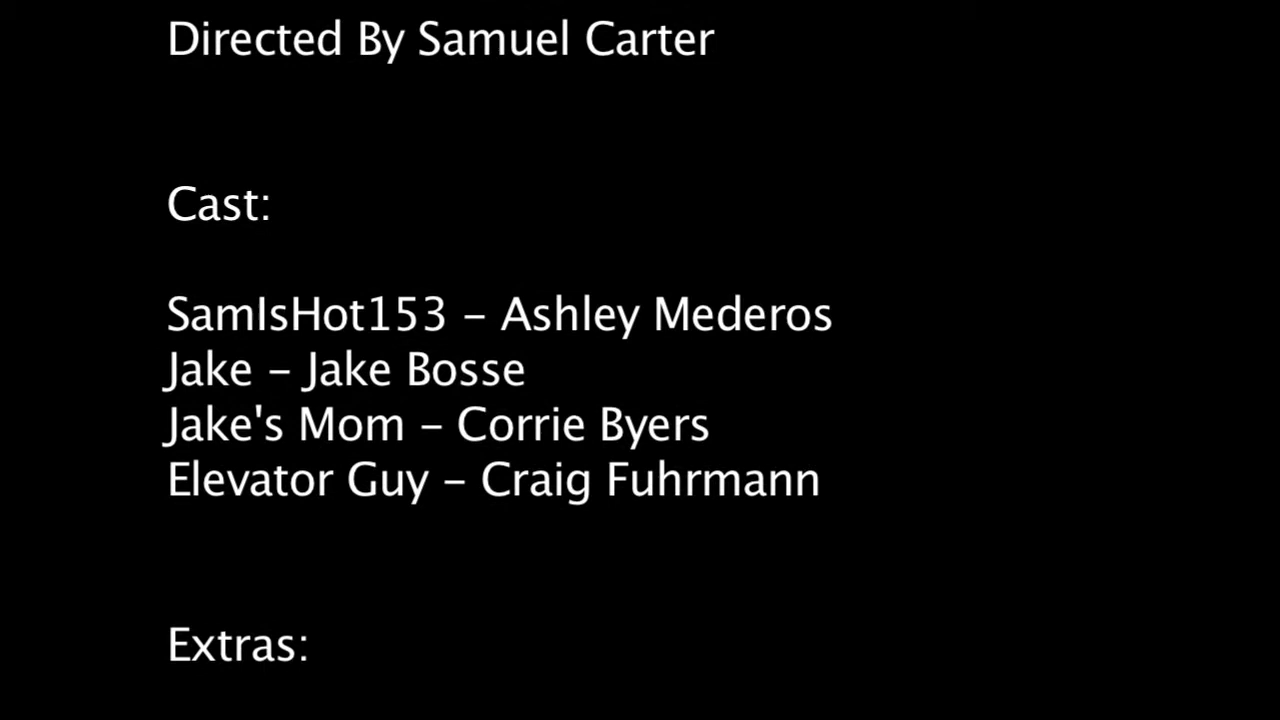 Directed By Samuel Carter
Cast:
SamIsHot153 - Ashley Mederos
Jake - Jake Bosse
Jake's Mom - Corrie Byers
Elevator Guy - Craig Fuhrmann
Extras: